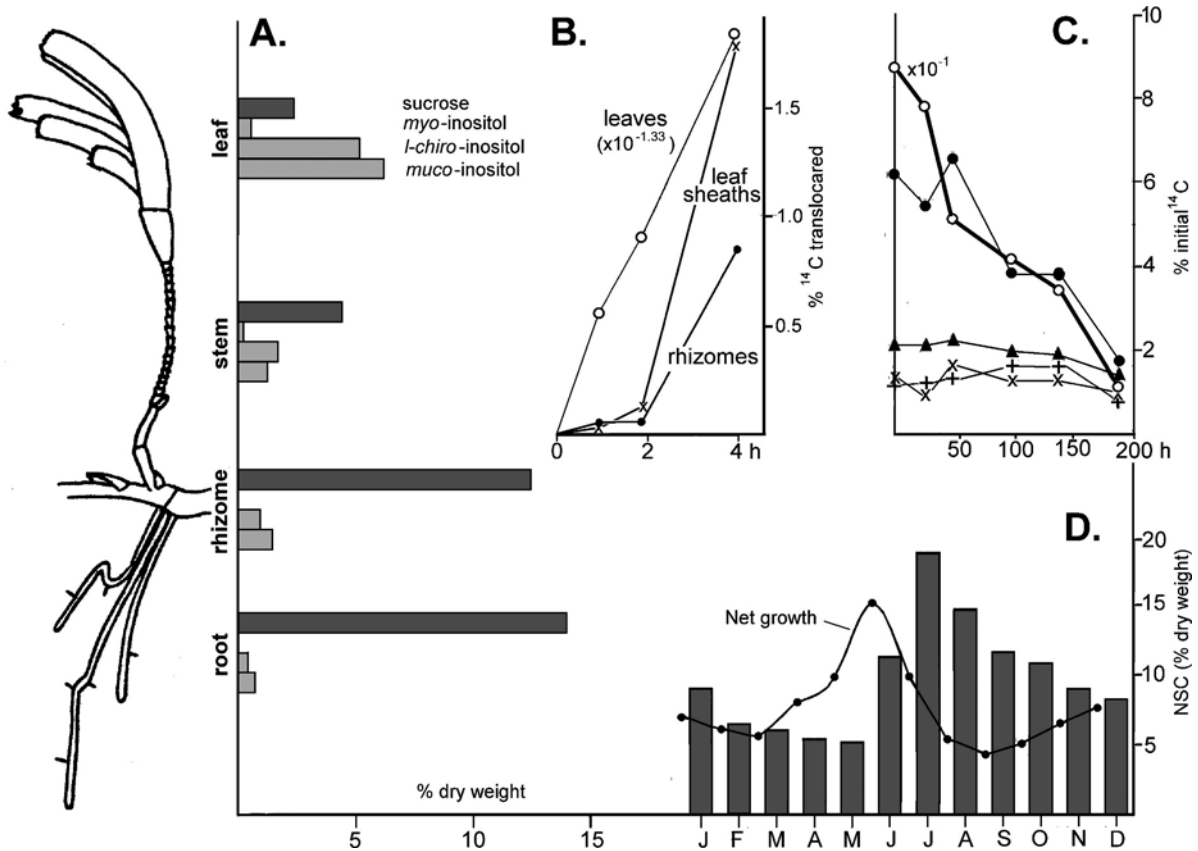 A.
leaf
sucrose
myo-inositol
l-chiro-inositol
muco-inositol
stem
rhizome
root
% dry weight
5 10 15
B.
leaves
(x10-1.33)
leaf
sheaths
rhizomes
1.5
1.0
0.5
% 14C translocared
0 2 4 h
C.
x10-1
10
8
6
4
2
% initial14C
50 100 150 200 h
D.
Net growth
20
15
10
5
NSC (% dry weight)
J F M A M J J A S O N D